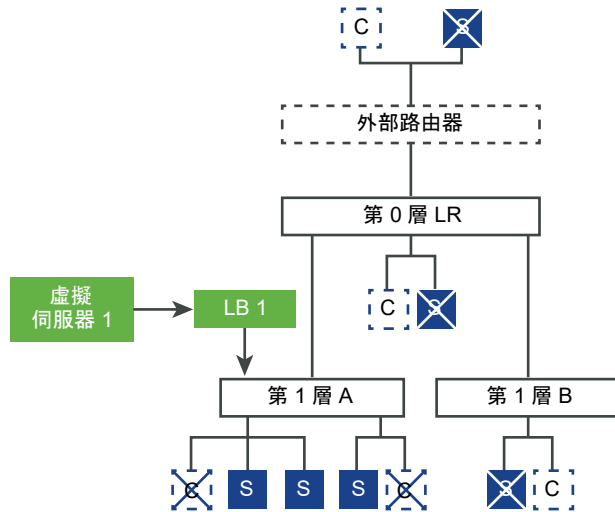 C S
外部路由器
第 0 層 LR
C S
虛擬
伺服器 1
LB 1
第 1 層 A
第 1 層 B
C S S S C
S C